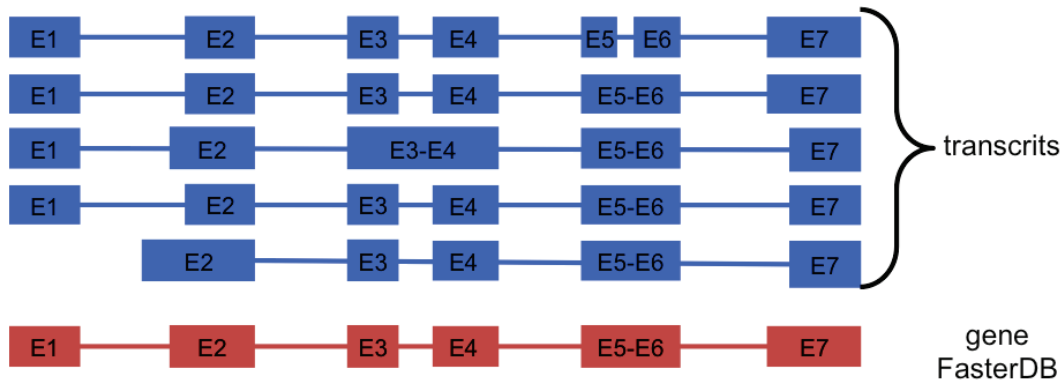 E1 E2 E3 E4 E5 E6 E7
E1 E2 E3 E4 E5-E6 E7
E1 E2 E3-E4 E5-E6 E7
transcrits
E1 E2 E3 E4 E5-E6 E7
E2 E3 E4 E5-E6 E7
E1 E2 E3 E4 E5-E6 E7
gene
FasterDB